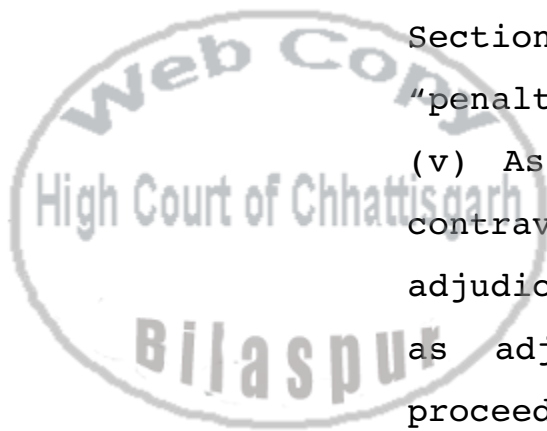 Section
"penalt
(v) As
contrav
adjudic
as adj
proceed
Web Copy
High Court of Chhattisgarh
Bilaspur